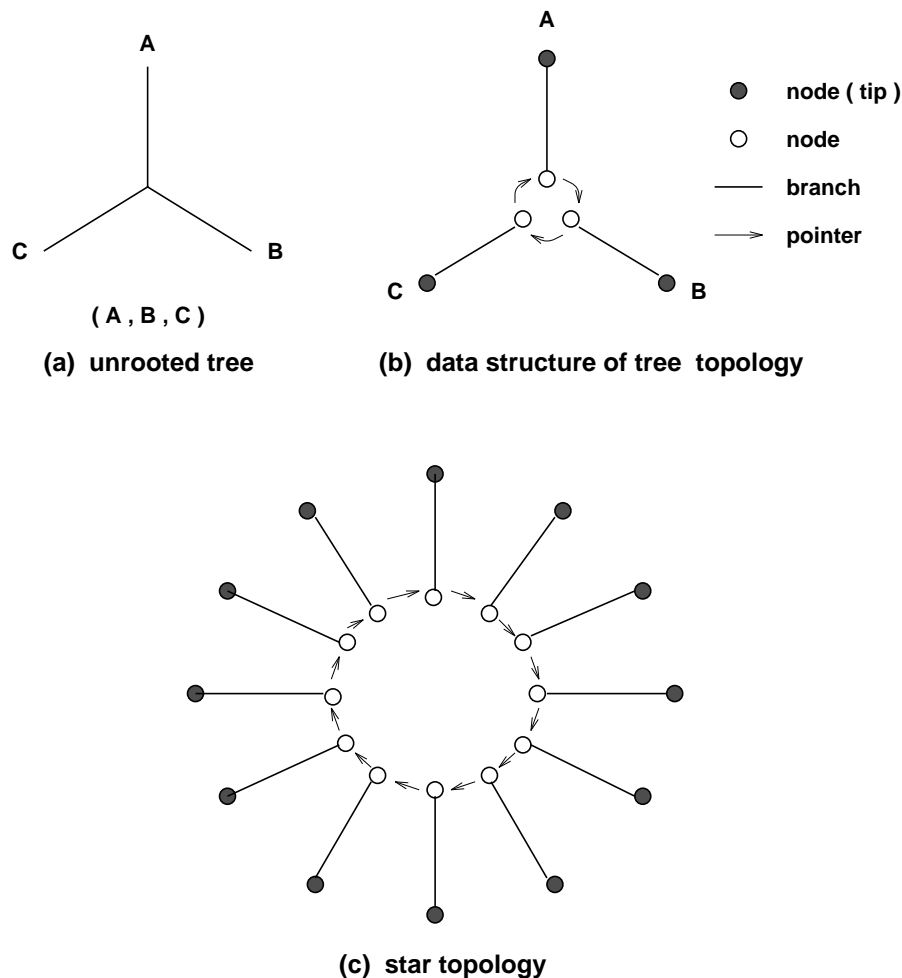 A
C
B
( A , B , C )
(a) unrooted tree
A
C
B
(b) data structure of tree topology
node ( tip )
node
branch
pointer
(c) star topology